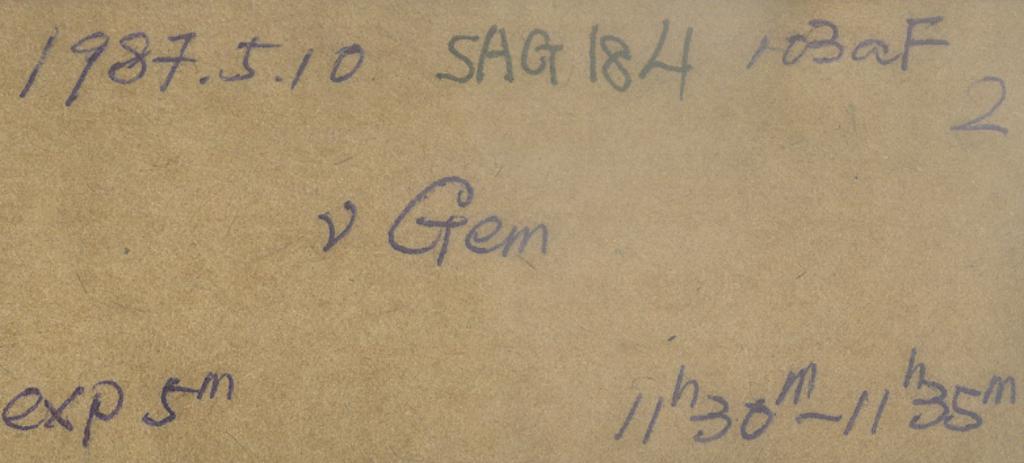 1987.5.10 SAG 184 103aF
2
ν Gem
exp 5ᵐ 11ʰ30ᵐ–11ʰ35ᵐ